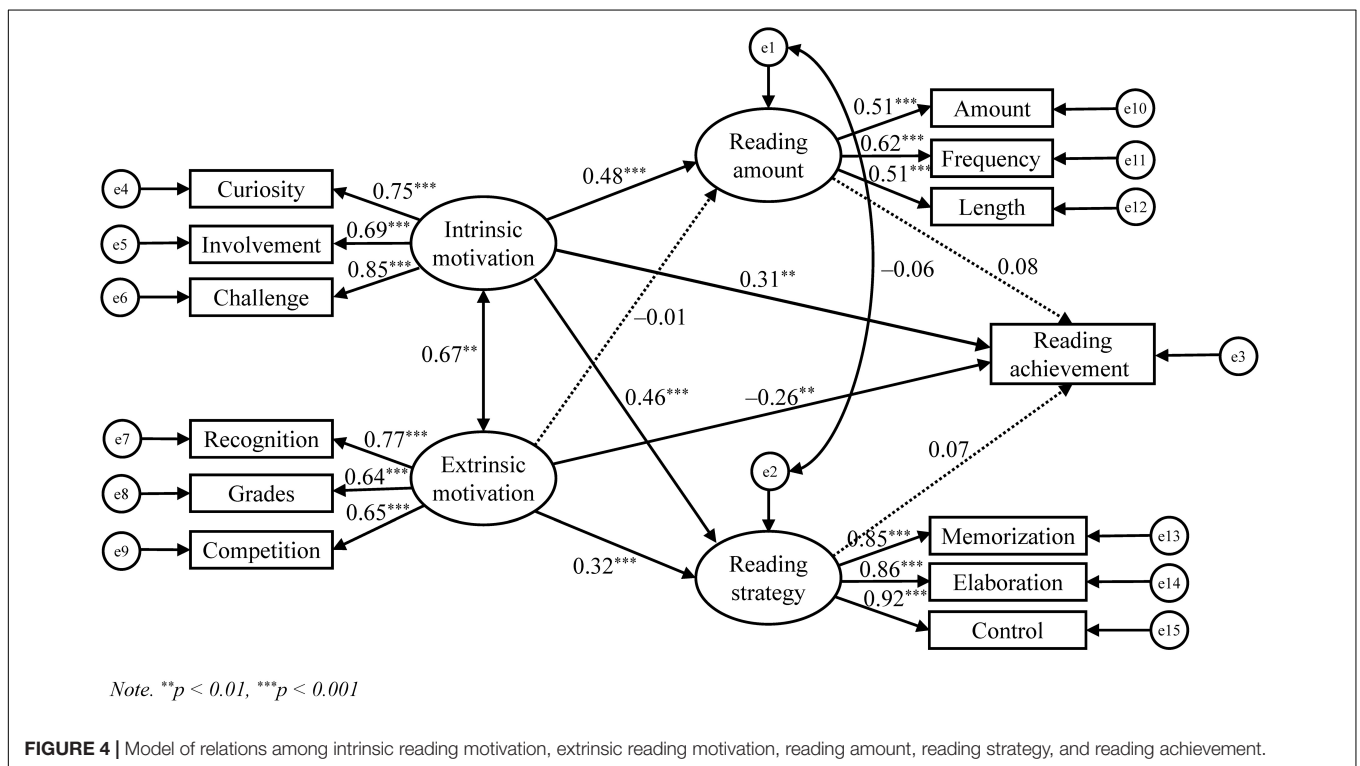 e1
0.51***
Amount
e10
Reading
amount
0.62***
Frequency
e11
0.51***
Length
e12
0.48***
e4
Curiosity
0.75***
e5
Involvement
0.69***
Intrinsic
motivation
e6
Challenge
0.85***
0.31**
–0.06
0.08
–0.01
Reading
achievement
e3
0.67**
0.46***
–0.26**
e7
Recognition
0.77***
e8
Grades
0.64***
Extrinsic
motivation
e9
Competition
0.65***
e2
0.07
0.32***
Reading
strategy
0.85***
Memorization
e13
0.86***
Elaboration
e14
0.92***
Control
e15
Note. **p < 0.01, ***p < 0.001
FIGURE 4 | Model of relations among intrinsic reading motivation, extrinsic reading motivation, reading amount, reading strategy, and reading achievement.